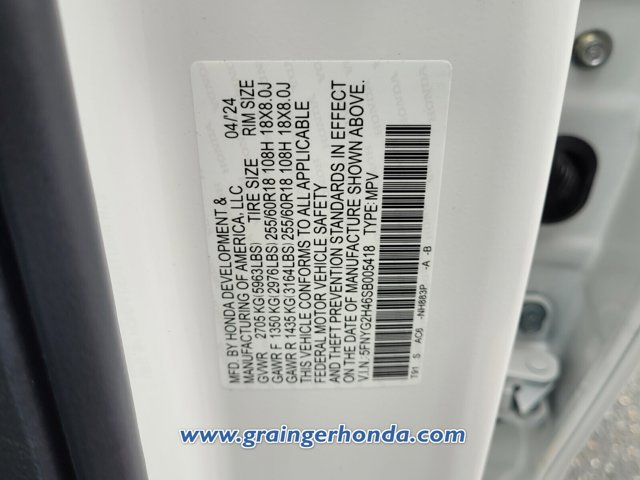 MFD. BY HONDA DEVELOPMENT & 04/'24
MANUFACTURING OF AMERICA, LLC
GVWR 2705 KG(5963LBS) TIRE SIZE RIM SIZE
GAWR F 1350 KG(2976LBS)/255/60R18 108H 18X8.0J
GAWR R 1435 KG(3164LBS)/255/60R18 108H 18X8.0J
THIS VEHICLE CONFORMS TO ALL APPLICABLE
FEDERAL MOTOR VEHICLE SAFETY
AND THEFT PREVENTION STANDARDS IN EFFECT
ON THE DATE OF MANUFACTURE SHOWN ABOVE.
V.I.N: 5FNYG2H46SB005418 TYPE: MPV
T91 S AC6 -NH883P -A -B
www.graingerhonda.com